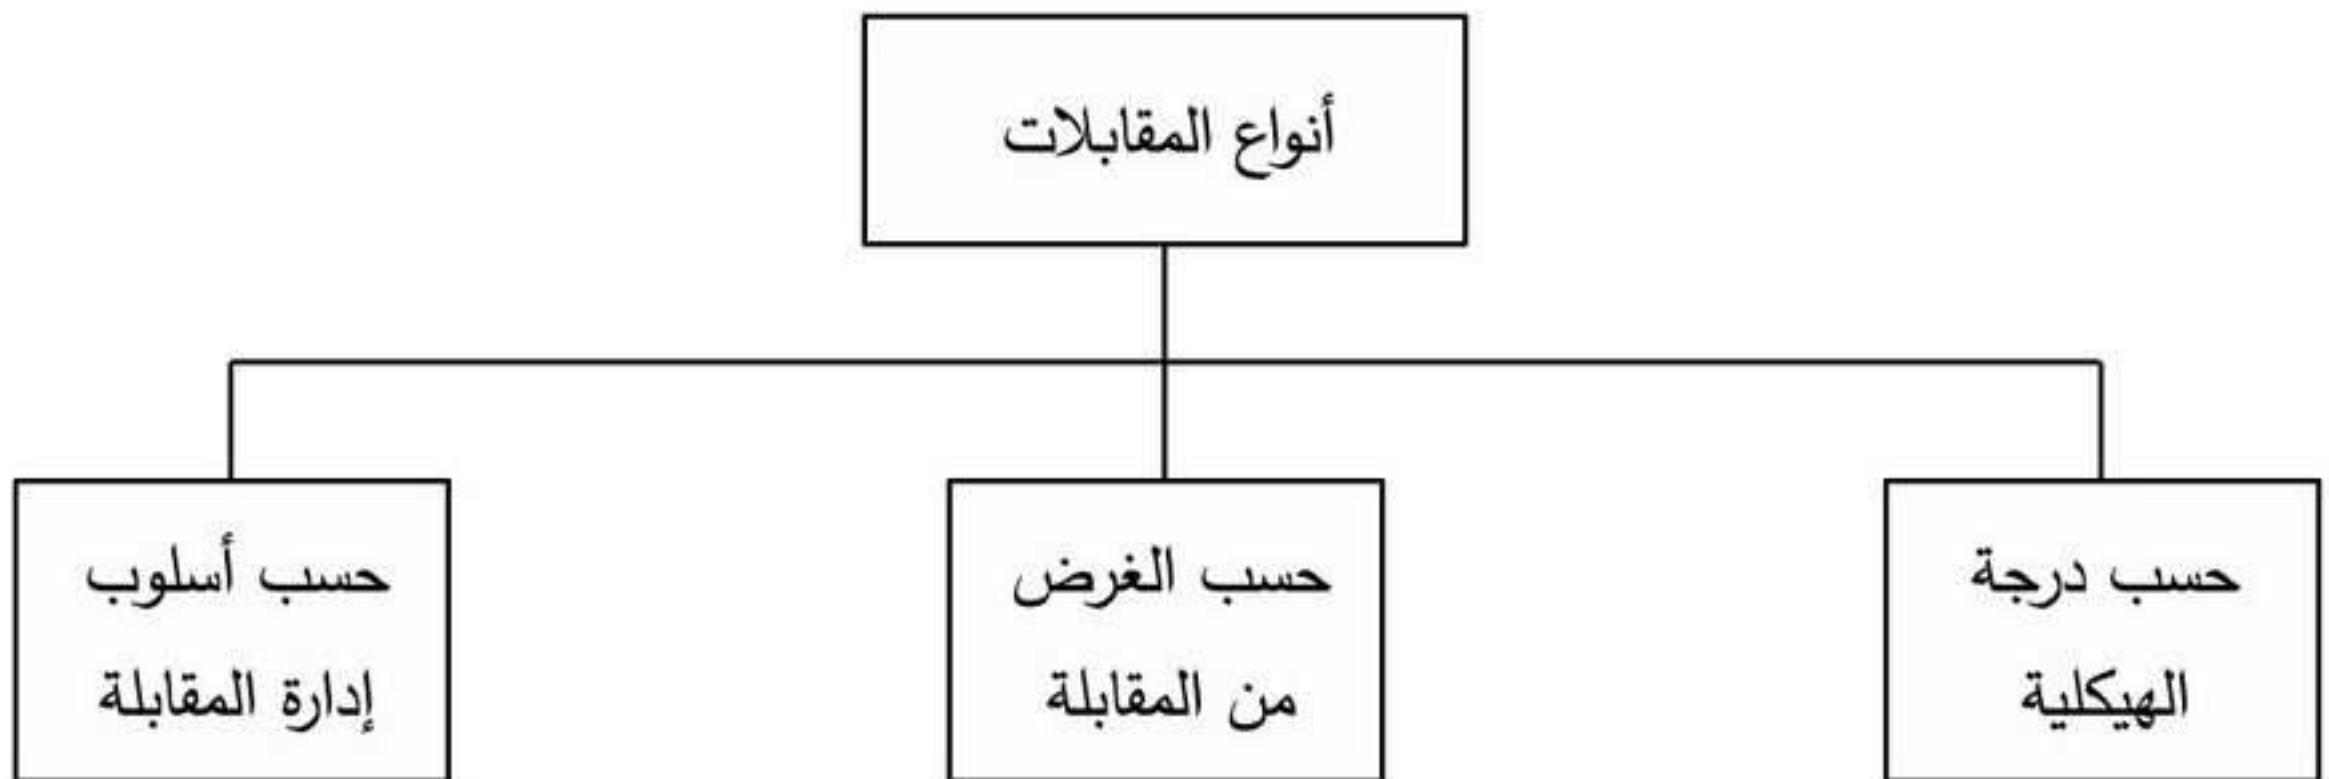 أنواع المقابلات
حسب درجة
الهيكلية
حسب الغرض
من المقابلة
حسب أسلوب
إدارة المقابلة